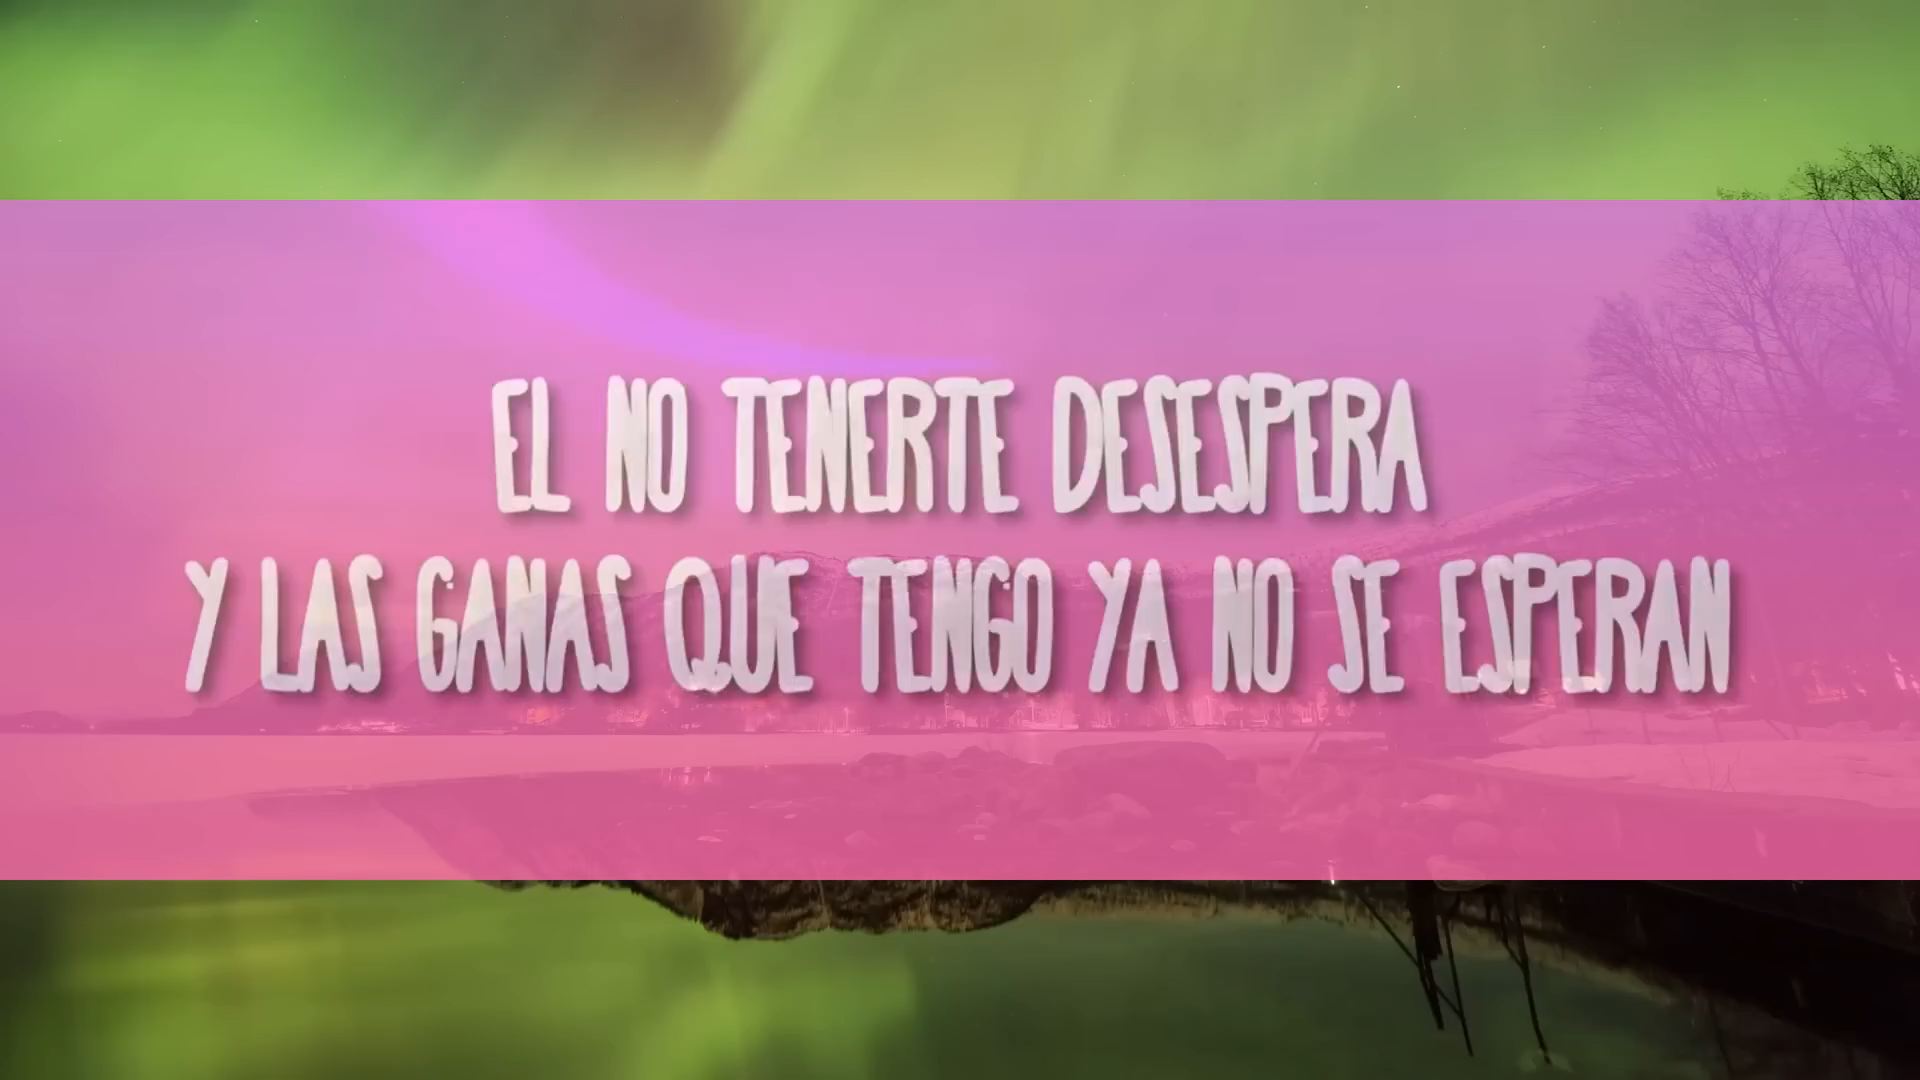 EL NO TENERTE DESESPERA
Y LAS GANAS QUE TENGO YA NO SE ESPERAN